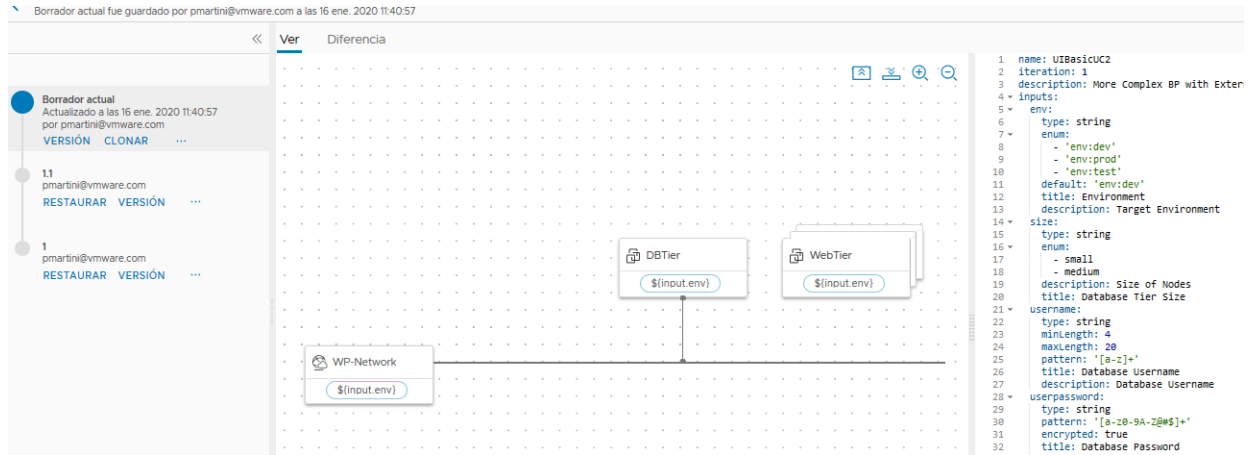 Borrador actual fue guardado por pmartini@vmware.com a las 16 ene. 2020 11:40:57
Ver Diferencia
Borrador actual
Actualizado a las 16 ene. 2020 11:40:57
por pmartini@vmware.com
VERSIÓN CLONAR ...
1.1
pmartini@vmware.com
RESTAURAR VERSIÓN ...
1
pmartini@vmware.com
RESTAURAR VERSIÓN ...
DBTier
${input.env}
WebTier
${input.env}
WP-Network
${input.env}
1 name: UIBasicUC2
2 iteration: 1
3 description: More Complex BP with Exter
4 inputs:
5 env:
6 type: string
7 enum:
8 - 'env:dev'
9 - 'env:prod'
10 - 'env:test'
11 default: 'env:dev'
12 title: Environment
13 description: Target Environment
14 size:
15 type: string
16 enum:
17 - small
18 - medium
19 description: Size of Nodes
20 title: Database Tier Size
21 username:
22 type: string
23 minLength: 4
24 maxLength: 20
25 pattern: '[a-z]+'
26 title: Database Username
27 description: Database Username
28 userpassword:
29 type: string
30 pattern: '[a-z0-9A-Z@#$]+'
31 encrypted: true
32 title: Database Password